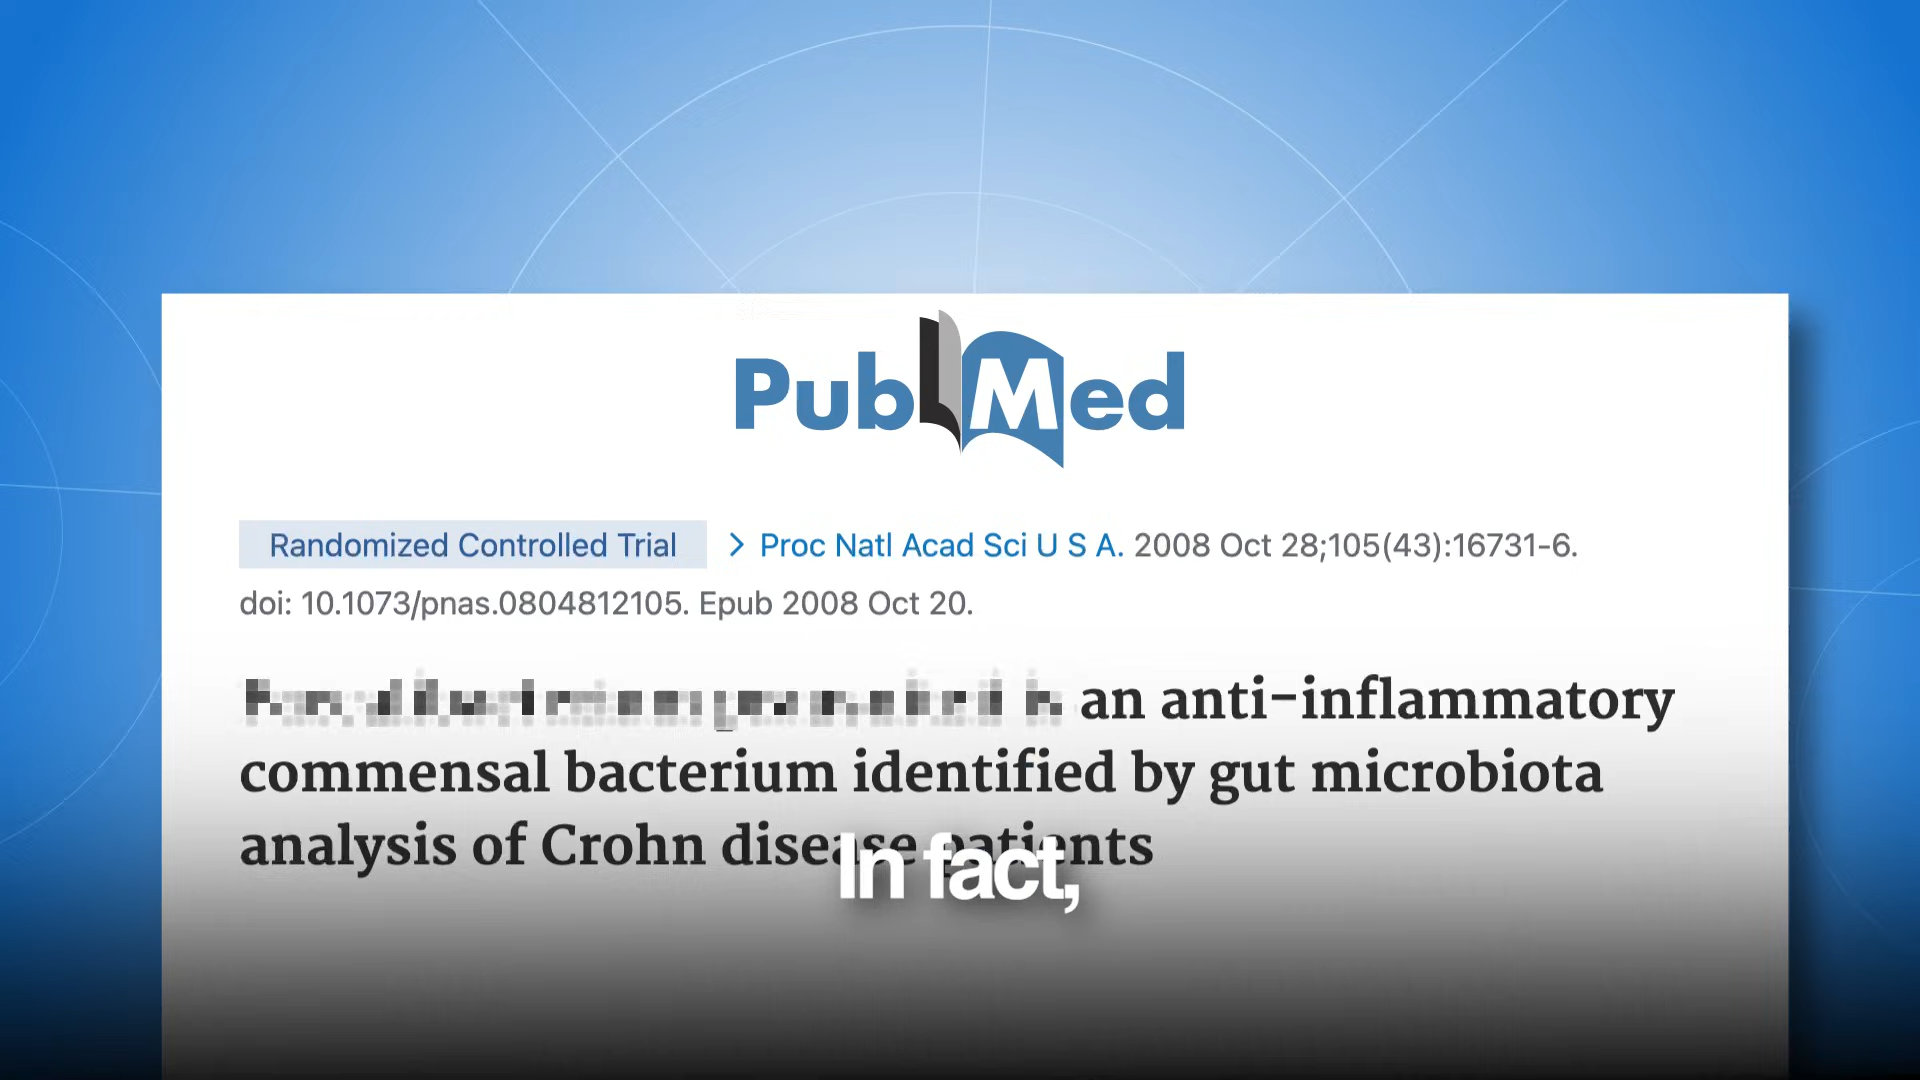 PubMed
Randomized Controlled Trial > Proc Natl Acad Sci U S A. 2008 Oct 28;105(43):16731-6.
doi: 10.1073/pnas.0804812105. Epub 2008 Oct 20.
an anti-inflammatory
commensal bacterium identified by gut microbiota
analysis of Crohn disease patients
In fact,